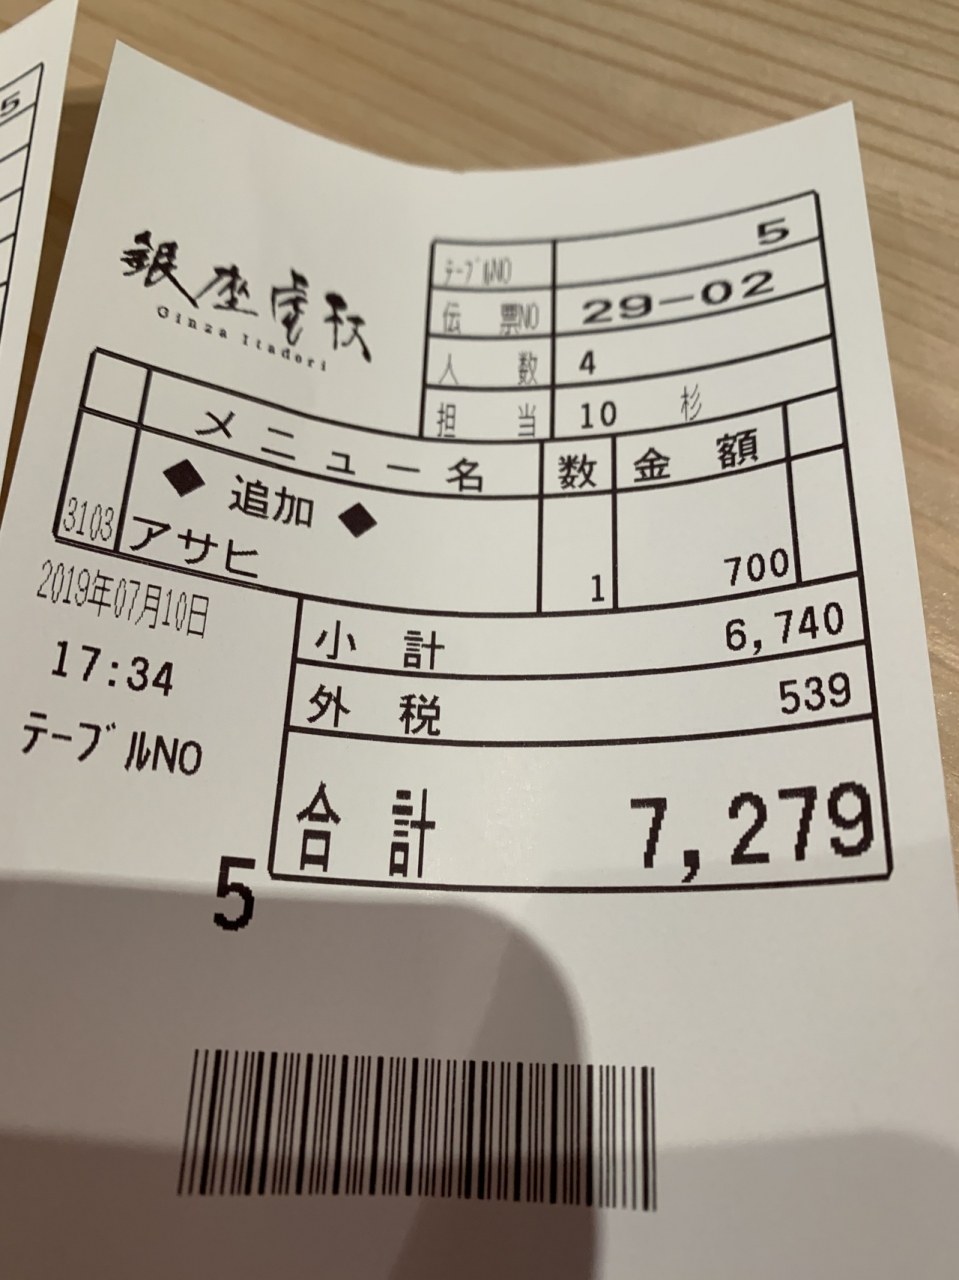 5
銀座虎杖
Ginza Itadori
ﾃｰﾌﾞﾙNO 5
伝票NO 29-02
人数 4
担当 10 杉
メニュー名 数 金額
◆ 追加 ◆
3103 アサヒ 1 700
2019年07月10日
17:34
ﾃｰﾌﾞﾙNO
5
小計 6,740
外税 539
合計 7,279